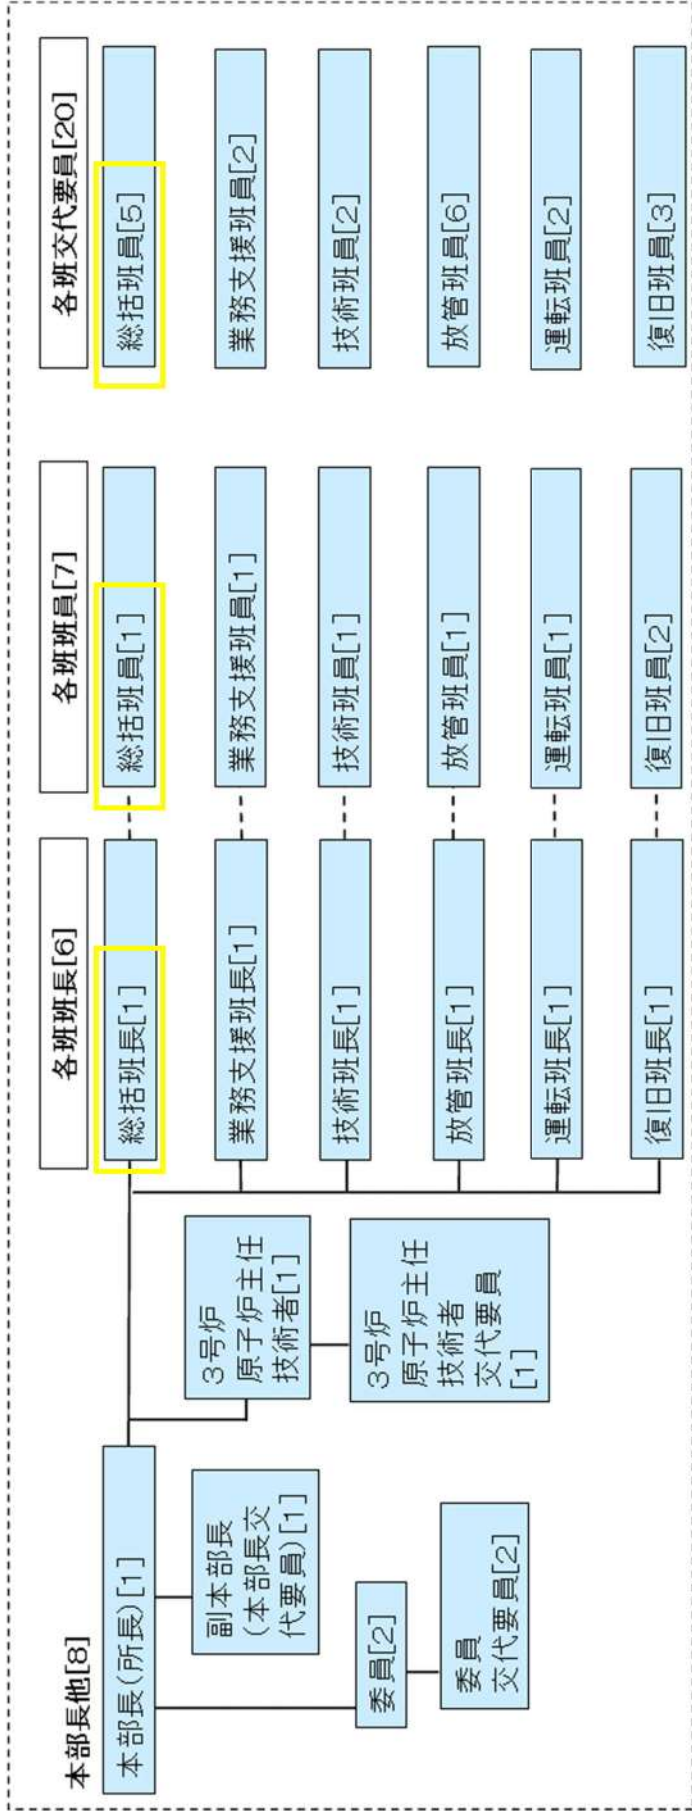 本部長他[8]
本部長(所長)[1]
副本部長
(本部長交
代要員)[1]
委員[2]
委員
交代要員[2]
3号炉
原子炉主任
技術者[1]
3号炉
原子炉主任
技術者
交代要員
[1]
各班班長[6]
総括班長[1]
業務支援班長[1]
技術班長[1]
放管班長[1]
運転班長[1]
復旧班長[1]
各班班員[7]
総括班員[1]
業務支援班員[1]
技術班員[1]
放管班員[1]
運転班員[1]
復旧班員[2]
各班交代要員[20]
総括班員[5]
業務支援班員[2]
技術班員[2]
放管班員[6]
運転班員[2]
復旧班員[3]